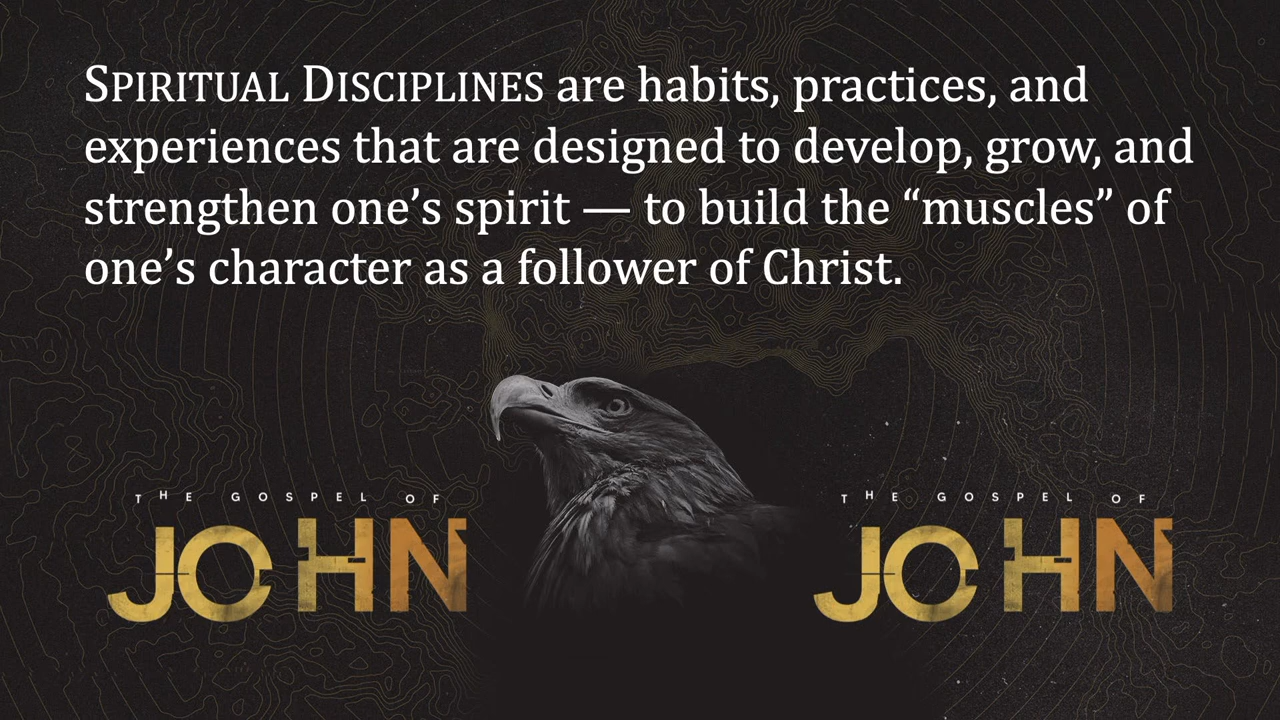 SPIRITUAL DISCIPLINES are habits, practices, and
experiences that are designed to develop, grow, and
strengthen one’s spirit — to build the “muscles” of
one’s character as a follower of Christ.
THE GOSPEL OF
JOHN
THE GOSPEL OF
JOHN